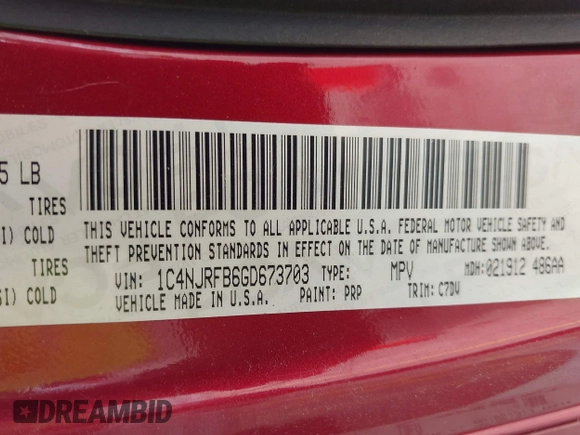 5 LB
TIRES
SI) COLD
TIRES
SI) COLD
THIS VEHICLE CONFORMS TO ALL APPLICABLE U.S.A. FEDERAL MOTOR VEHICLE SAFETY AND
THEFT PREVENTION STANDARDS IN EFFECT ON THE DATE OF MANUFACTURE SHOWN ABOVE.
VIN: 1C4NJRFB6GD673703 TYPE: MPV MDH:021912 486AA
VEHICLE MADE IN U.S.A. PAINT: PRP TRIM: C7DV
DREAMBID